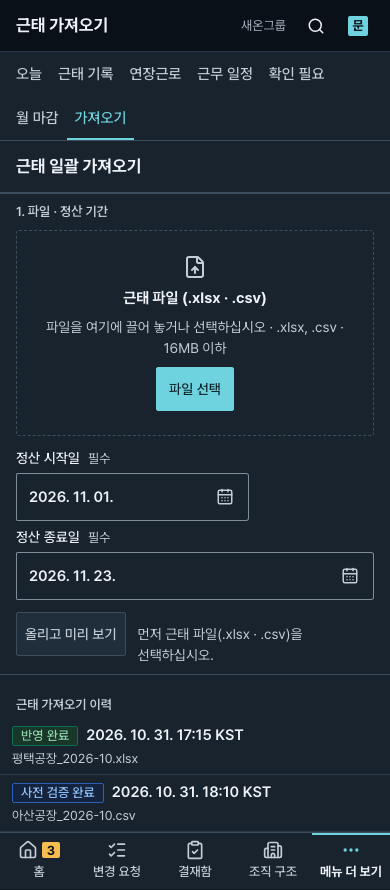 근태 가져오기
새온그룹
문
오늘 근태 기록 연장근로 근무 일정 확인 필요
월 마감 가져오기
근태 일괄 가져오기
1. 파일 · 정산 기간
근태 파일 (.xlsx · .csv)
파일을 여기에 끌어 놓거나 선택하십시오 · .xlsx, .csv ·
16MB 이하
파일 선택
정산 시작일 필수
2026. 11. 01.
정산 종료일 필수
2026. 11. 23.
올리고 미리 보기
먼저 근태 파일(.xlsx · .csv)을
선택하십시오.
근태 가져오기 이력
반영 완료 2026. 10. 31. 17:15 KST
평택공장_2026-10.xlsx
사전 검증 완료 2026. 10. 31. 18:10 KST
아산공장_2026-10.csv
3
홈 변경 요청 결재함 조직 구조 메뉴 더 보기